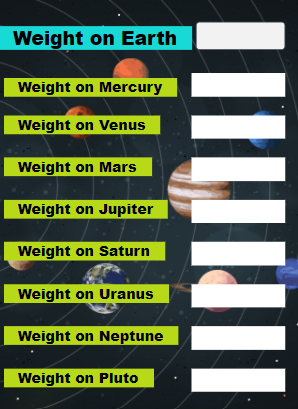 Weight on Earth
Weight on Mercury
Weight on Venus
Weight on Mars
Weight on Jupiter
Weight on Saturn
Weight on Uranus
Weight on Neptune
Weight on Pluto